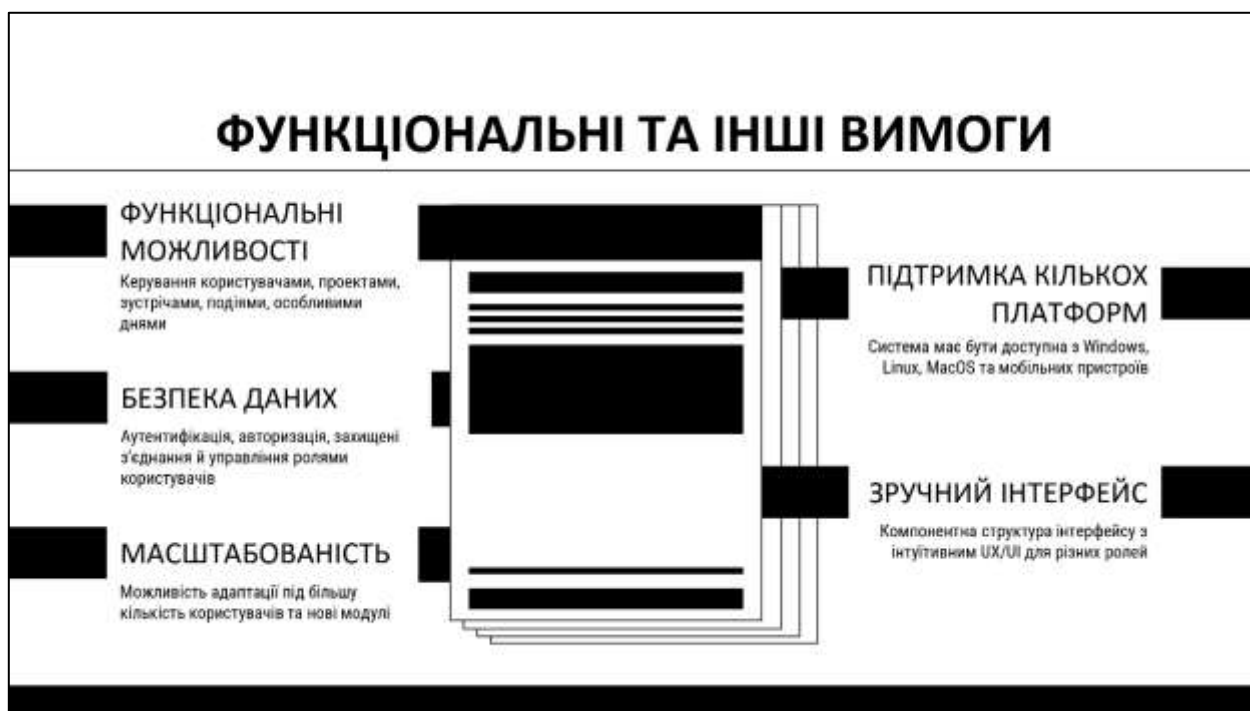 ФУНКЦІОНАЛЬНІ ТА ІНШІ ВИМОГИ
ФУНКЦІОНАЛЬНІ
МОЖЛИВОСТІ
Керування користувачами, проектами,
зустрічами, подіями, особливими
днями
БЕЗПЕКА ДАНИХ
Аутентифікація, авторизація, захищені
з'єднання й управління ролями
користувачів
МАСШТАБОВАНІСТЬ
Можливість адаптації під більшу
кількість користувачів та нові модулі
ПІДТРИМКА КІЛЬКОХ
ПЛАТФОРМ
Система має бути доступна з Windows,
Linux, MacOS та мобільних пристроїв
ЗРУЧНИЙ ІНТЕРФЕЙС
Компонентна структура інтерфейсу з
інтуїтивним UX/UI для різних ролей